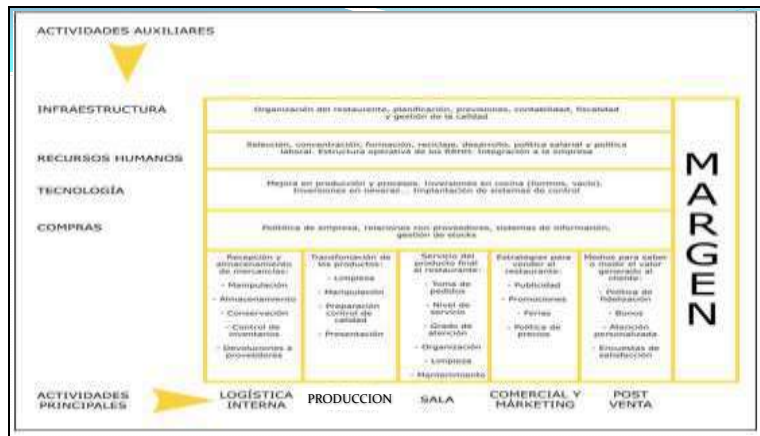 ACTIVIDADES AUXILIARES
INFRAESTRUCTURA
Organización del restaurante, planificación, previsiones, contabilidad, fiscalidad
y gestión de la calidad
RECURSOS HUMANOS
Selección, concentración, formación, reciclaje, desarrollo, política salarial y política
laboral. Estructura operativa de los RRHH. Integración a la empresa
TECNOLOGÍA
Mejora en producción y procesos. Inversiones en cocina (hornos, vacío).
Inversiones en neveras... Implantación de sistemas de control
COMPRAS
Política de empresa, relaciones con proveedores, sistemas de información,
gestión de stocks
Recepción y
almacenamiento
de mercancías:
- Manipulación
- Almacenamiento
- Conservación
- Control de
inventarios
- Devoluciones a
proveedores
Transformación de
los productos:
- Limpieza
- Manipulación
- Preparación
control de
calidad
- Presentación
Servicio del
producto final
al restaurante:
- Toma de
pedidos
- Nivel de
servicio
- Grado de
atención
- Organización
- Limpieza
- Mantenimiento
Estrategias para
vender el
restaurante:
- Publicidad
- Promociones
- Ferias
- Política de
precios
Medios para saber
o medir el valor
generado al
cliente:
- Política de
fidelización
- Bonos
- Atención
personalizada
- Encuestas de
satisfacción
MARGEN
ACTIVIDADES
PRINCIPALES
LOGÍSTICA
INTERNA
PRODUCCION
SALA
COMERCIAL Y
MÁRKETING
POST
VENTA